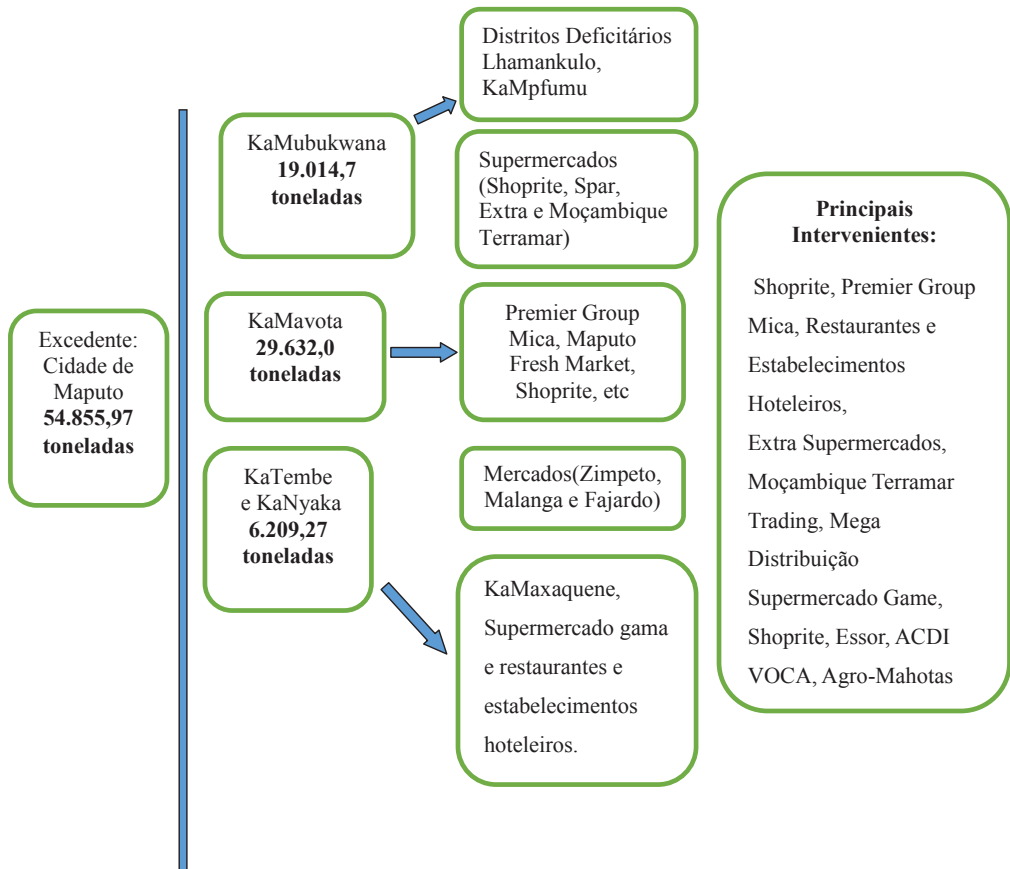 Excedente:
Cidade de
Maputo
54.855,97
toneladas
KaMubukwana
19.014,7
toneladas
KaMavota
29.632,0
toneladas
KaTembe
e KaNyaka
6.209,27
toneladas
Distritos Deficitários
Lhamankulo,
KaMpfumu
Supermercados
(Shoprite, Spar,
Extra e Moçambique
Terramar)
Premier Group
Mica, Maputo
Fresh Market,
Shoprite, etc
Mercados(Zimpeto,
Malanga e Fajardo)
KaMaxaquene,
Supermercado gama
e restaurantes e
estabelecimentos
hoteleiros.
Principais
Intervenientes:
Shoprite, Premier Group
Mica, Restaurantes e
Estabelecimentos
Hoteleiros,
Extra Supermercados,
Moçambique Terramar
Trading, Mega
Distribuição
Supermercado Game,
Shoprite, Essor, ACDI
VOCA, Agro-Mahotas